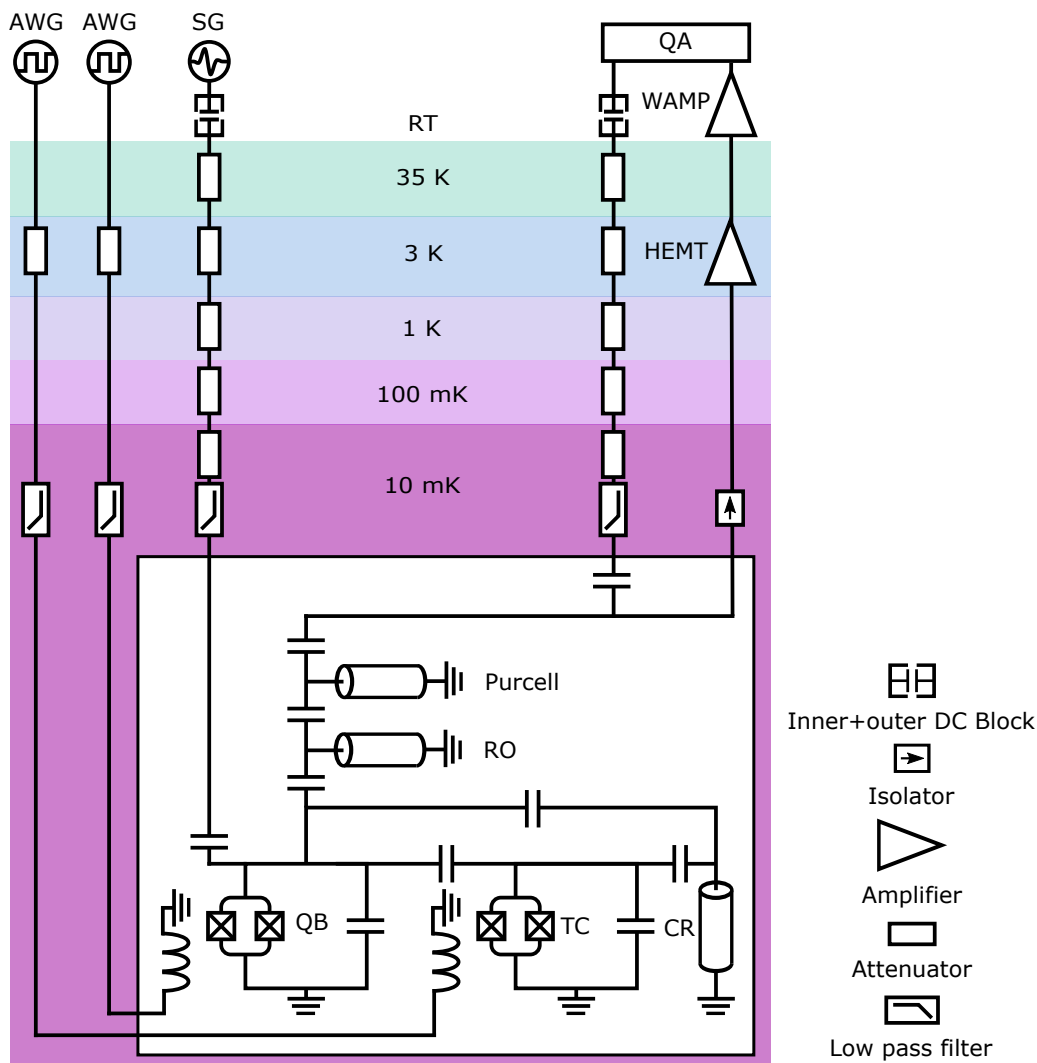 AWG
AWG
SG
QA
WAMP
RT
35 K
HEMT
3 K
1 K
100 mK
10 mK
Purcell
RO
QB
TC
CR
Inner+outer DC Block
Isolator
Amplifier
Attenuator
Low pass filter